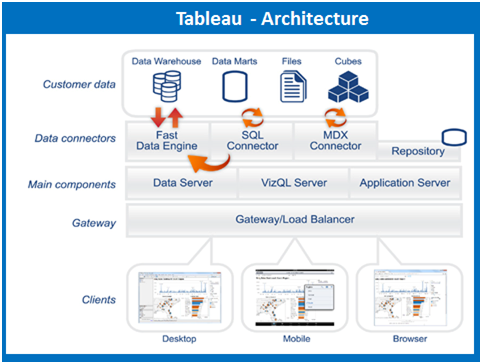 Tableau - Architecture
Data Warehouse Data Marts Files Cubes
Customer data
Data connectors
Fast
Data Engine
SQL
Connector
MDX
Connector
Repository
Main components
Data Server VizQL Server Application Server
Gateway
Gateway/Load Balancer
Clients
Desktop Mobile Browser